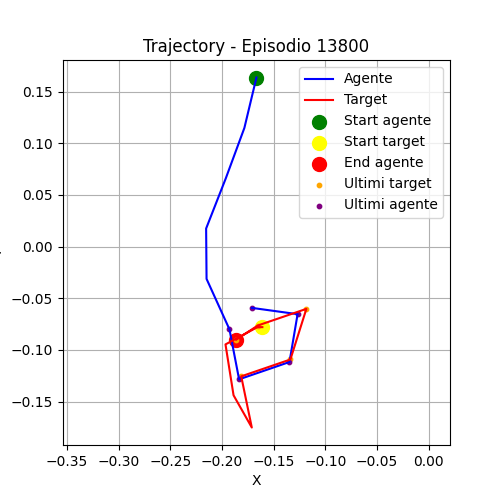 Trajectory - Episodio 13800
Agente
Target
Start agente
Start target
End agente
Ultimi target
Ultimi agente
0.15
0.10
0.05
0.00
−0.05
−0.10
−0.15
−0.35 −0.30 −0.25 −0.20 −0.15 −0.10 −0.05 0.00
X